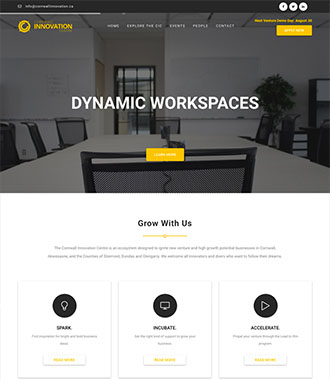 info@cornwallinnovation.ca
INNOVATION
HOME EXPLORE THE CIC EVENTS PEOPLE CONTACT
Next Venture Demo Day: August 30
APPLY NOW
DYNAMIC WORKSPACES
LEARN MORE
Grow With Us
The Cornwall Innovation Centre is an ecosystem designed to ignite new venture and high growth potential businesses in Cornwall,
Akwesasne, and the Counties of Stormont, Dundas and Glengarry. We welcome all innovators and doers who want to follow their dreams.
SPARK.
Find inspiration for bright and bold business
ideas.
READ MORE
INCUBATE.
Get the right kind of support to grow your
business.
READ MORE
ACCELERATE.
Propel your venture through the Lead to Win
program.
READ MORE